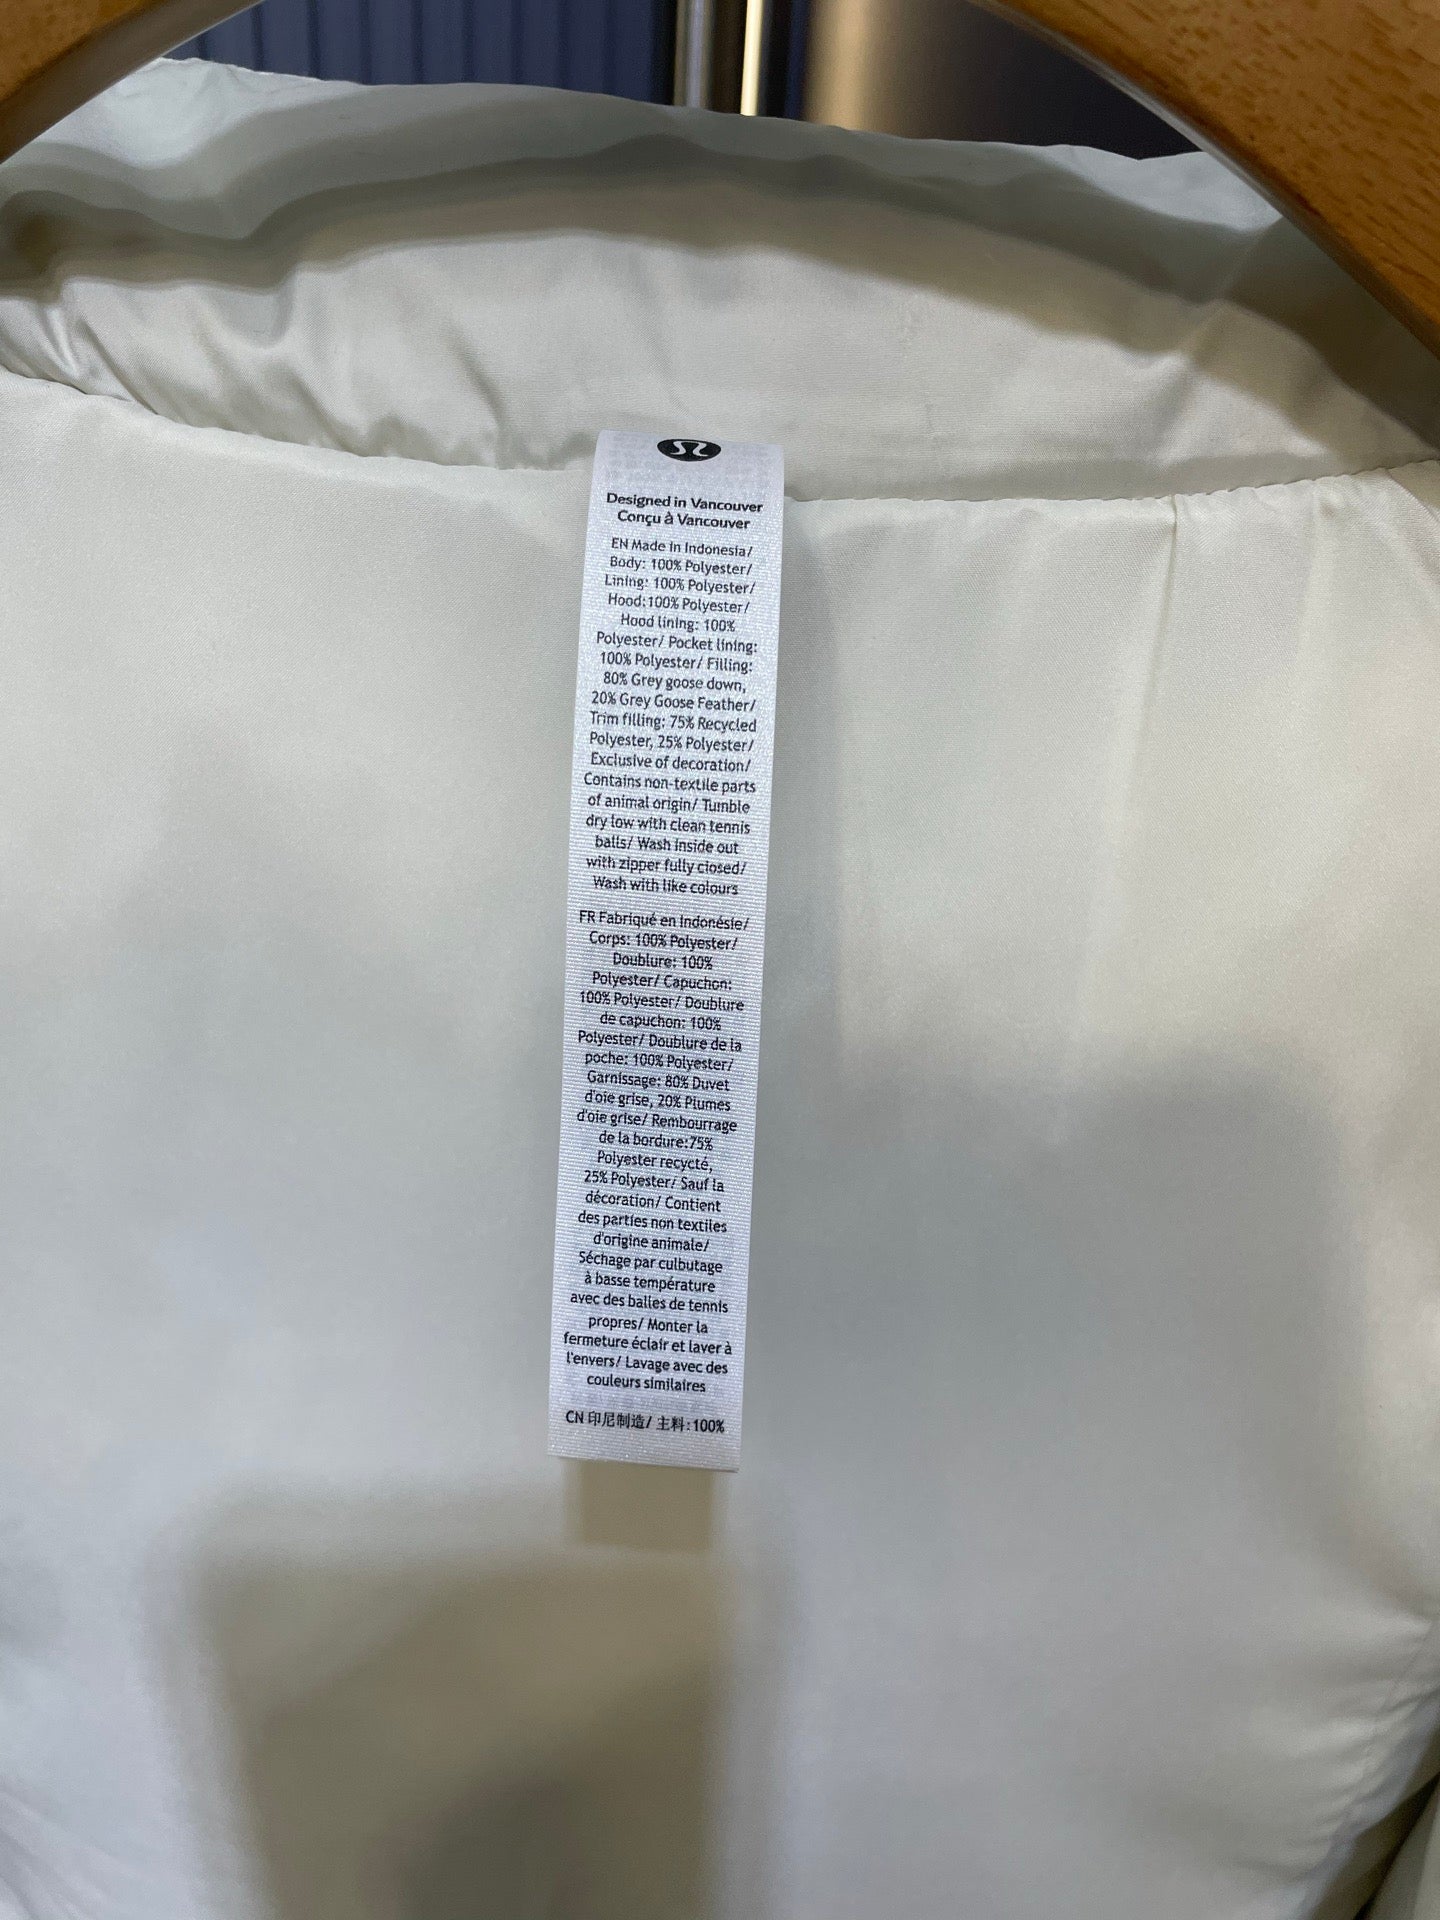 Designed in Vancouver
Conçu à Vancouver
EN Made in Indonesia/
Body: 100% Polyester/
Lining: 100% Polyester/
Hood:100% Polyester/
Hood lining: 100%
Polyester/ Pocket lining:
100% Polyester/ Filling:
80% Grey goose down,
20% Grey Goose Feather/
Trim filling: 75% Recycled
Polyester, 25% Polyester/
Exclusive of decoration/
Contains non-textile parts
of animal origin/ Tumble
dry low with clean tennis
balls/ Wash inside out
with zipper fully closed/
Wash with like colours
FR Fabriqué en Indonésie/
Corps: 100% Polyester/
Doublure: 100%
Polyester/ Capuchon:
100% Polyester/ Doublure
de capuchon: 100%
Polyester/ Doublure de la
poche: 100% Polyester/
Garnissage: 80% Duvet
d'oie grise, 20% Plumes
d'oie grise/ Rembourrage
de la bordure:75%
Polyester recyclé,
25% Polyester/ Sauf la
décoration/ Contient
des parties non textiles
d'origine animale/
Séchage par culbutage
à basse température
avec des balles de tennis
propres/ Monter la
fermeture éclair et laver à
l'envers/ Lavage avec des
couleurs similaires
CN 印尼制造/ 主料:100%